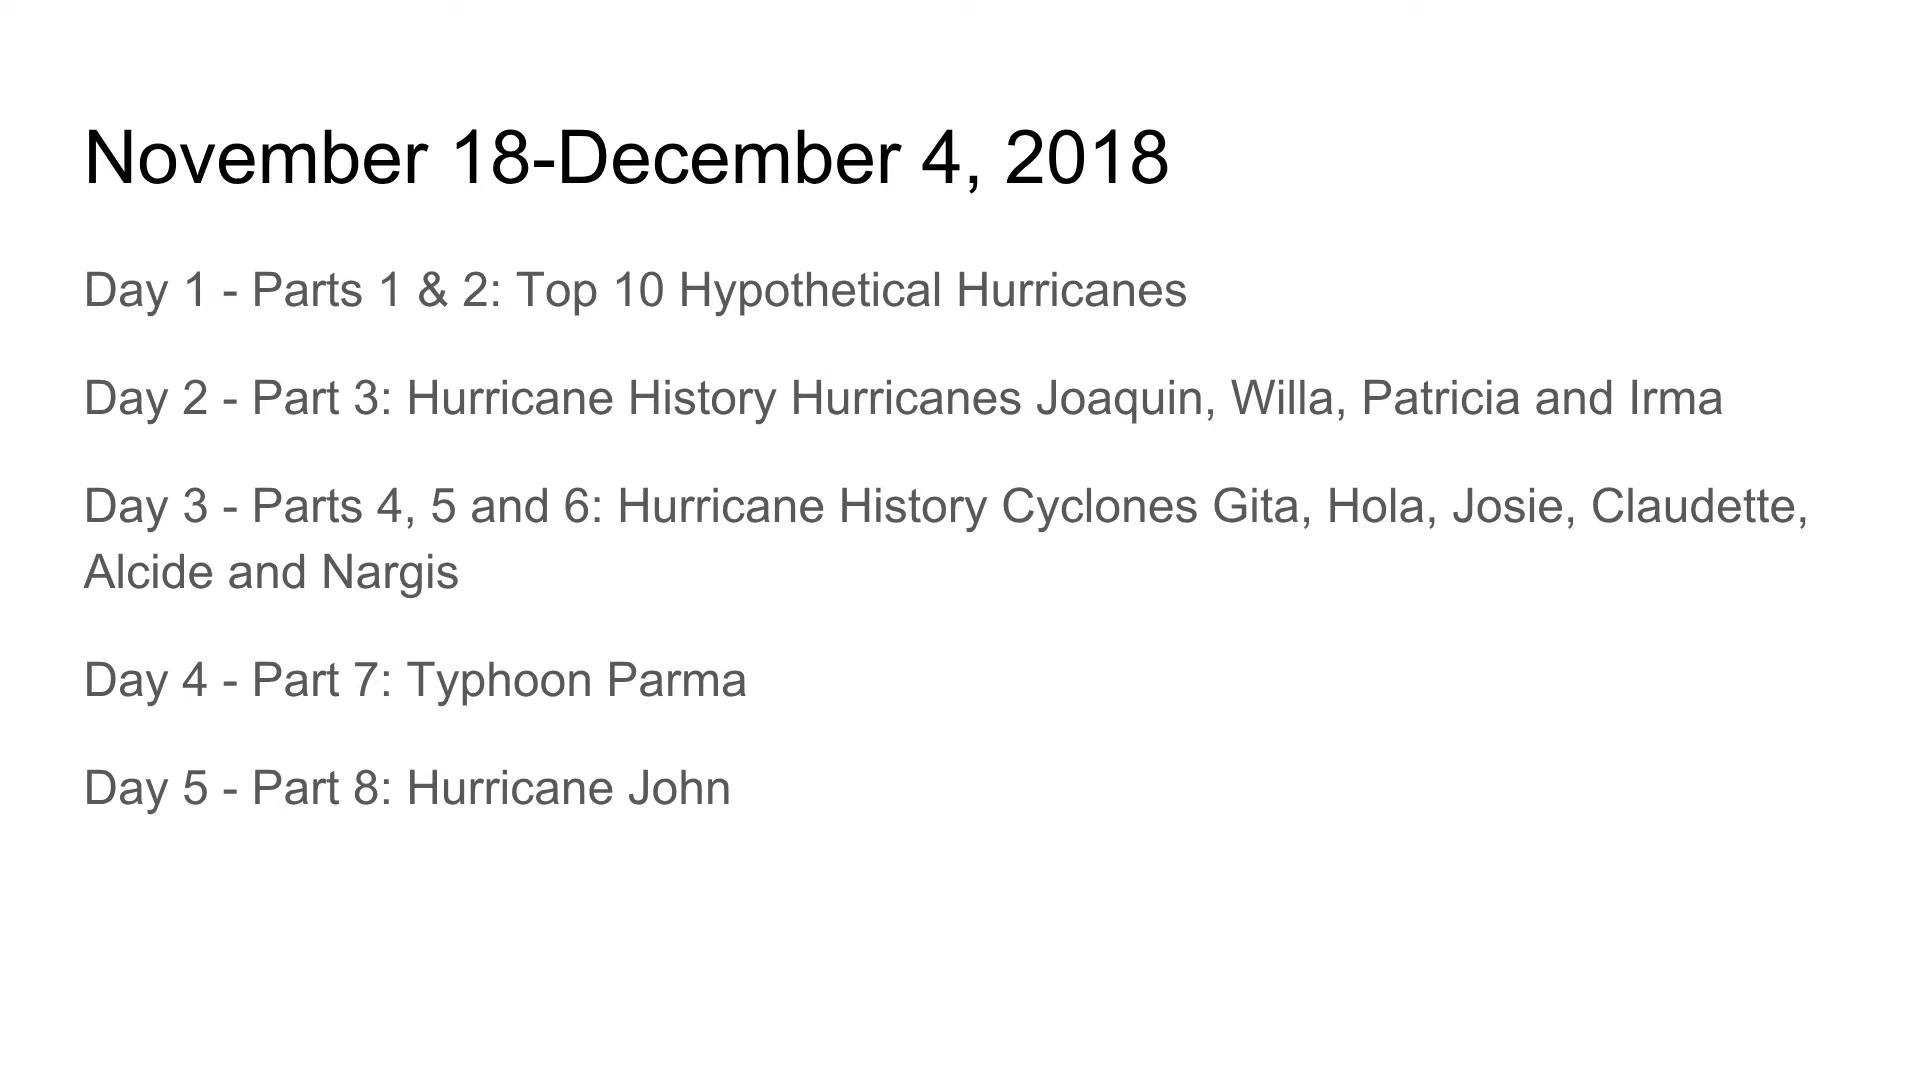 November 18-December 4, 2018
Day 1 - Parts 1 & 2: Top 10 Hypothetical Hurricanes
Day 2 - Part 3: Hurricane History Hurricanes Joaquin, Willa, Patricia and Irma
Day 3 - Parts 4, 5 and 6: Hurricane History Cyclones Gita, Hola, Josie, Claudette,
Alcide and Nargis
Day 4 - Part 7: Typhoon Parma
Day 5 - Part 8: Hurricane John